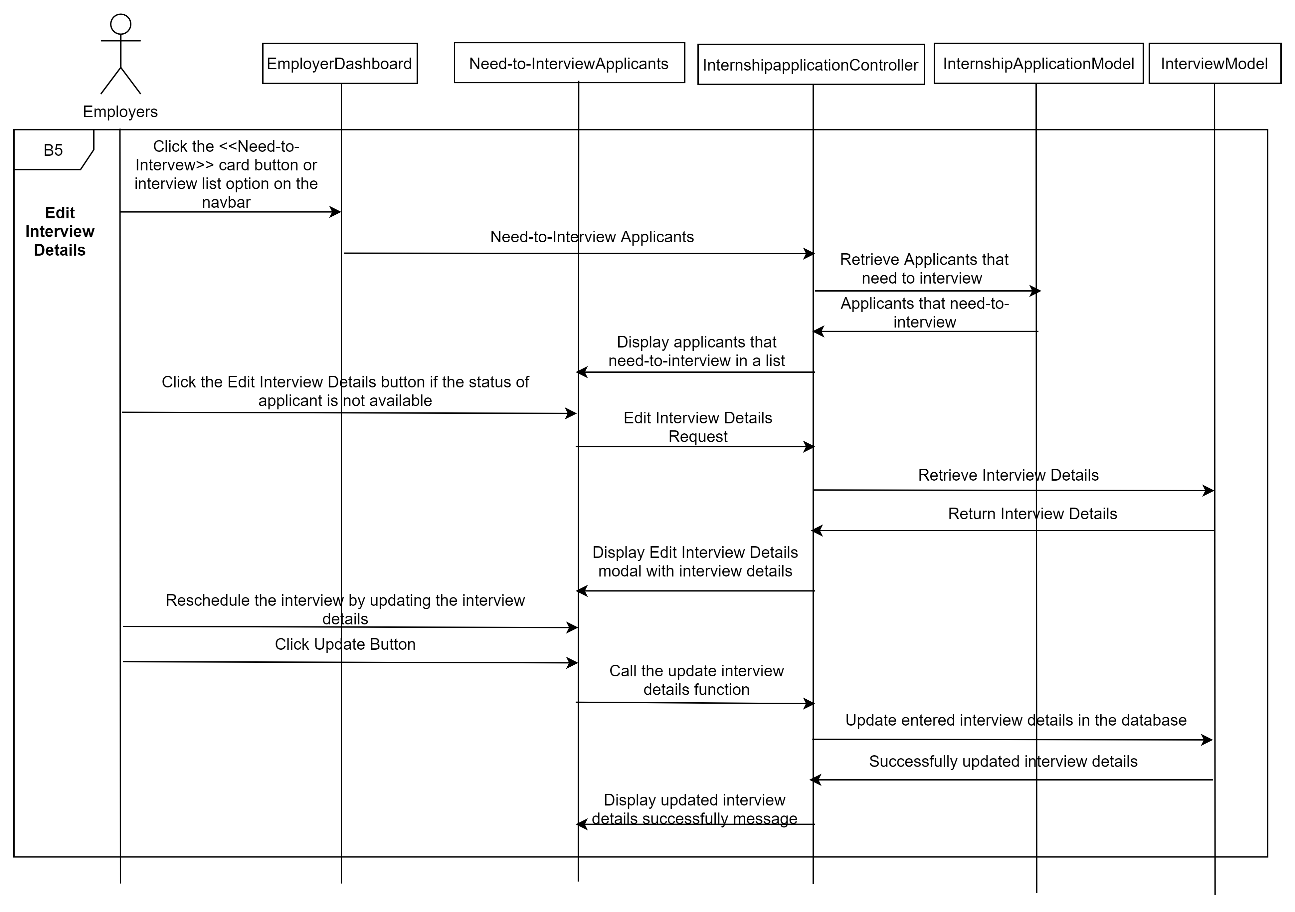 Employers
EmployerDashboard
Need-to-InterviewApplicants
InternshipapplicationController
InternshipApplicationModel
InterviewModel
B5
Edit
Interview
Details
Click the <<Need-to-
Intervew>> card button or
interview list option on the
navbar
Need-to-Interview Applicants
Retrieve Applicants that
need to interview
Applicants that need-to-
interview
Display applicants that
need-to-interview in a list
Click the Edit Interview Details button if the status of
applicant is not available
Edit Interview Details
Request
Retrieve Interview Details
Return Interview Details
Display Edit Interview Details
modal with interview details
Reschedule the interview by updating the interview
details
Click Update Button
Call the update interview
details function
Update entered interview details in the database
Successfully updated interview details
Display updated interview
details successfully message